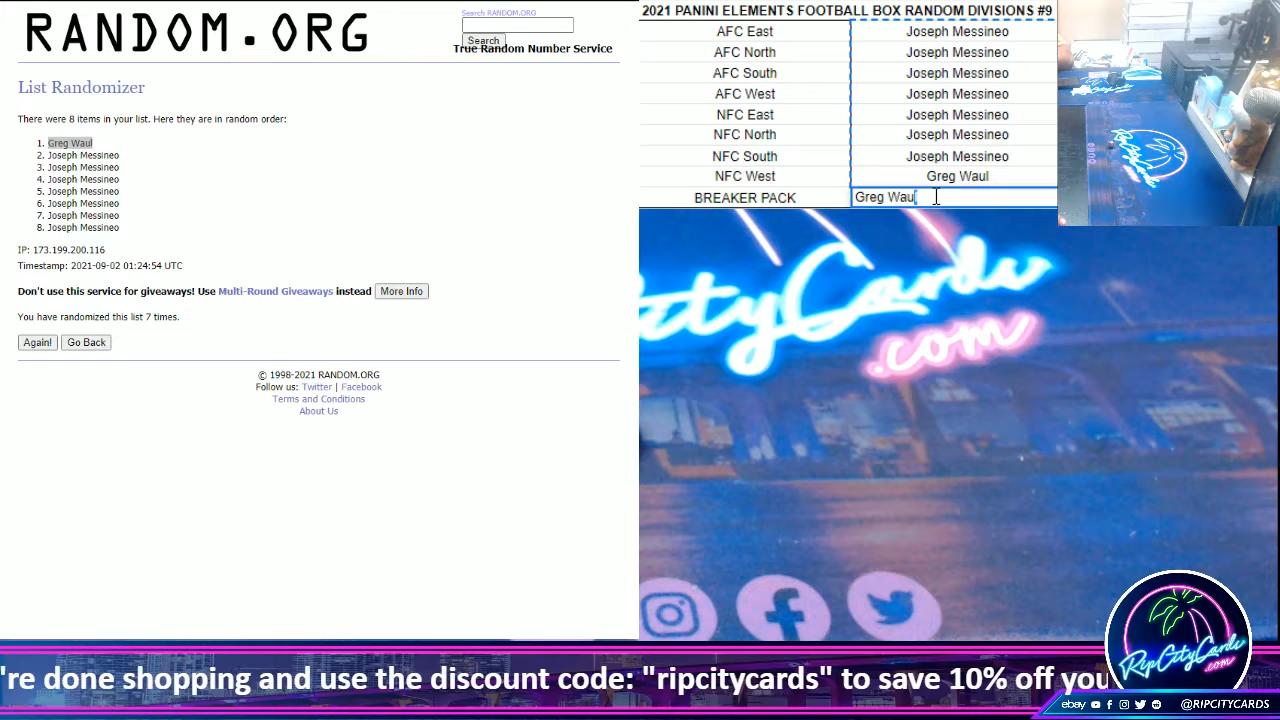 RANDOM.ORG
Search RANDOM.ORG
Search
True Random Number Service
List Randomizer
There were 8 items in your list. Here they are in random order:
1. Greg Waul
2. Joseph Messineo
3. Joseph Messineo
4. Joseph Messineo
5. Joseph Messineo
6. Joseph Messineo
7. Joseph Messineo
8. Joseph Messineo
IP: 173.199.200.116
Timestamp: 2021-09-02 01:24:54 UTC
Don't use this service for giveaways! Use Multi-Round Giveaways instead More Info
You have randomized this list 7 times.
Again! Go Back
© 1998-2021 RANDOM.ORG
Follow us: Twitter | Facebook
Terms and Conditions
About Us
2021 PANINI ELEMENTS FOOTBALL BOX RANDOM DIVISIONS #9
AFC East Joseph Messineo
AFC North Joseph Messineo
AFC South Joseph Messineo
AFC West Joseph Messineo
NFC East Joseph Messineo
NFC North Joseph Messineo
NFC South Joseph Messineo
NFC West Greg Waul
BREAKER PACK Greg Waul
RipCityCards
pCityCards
.com
're done shopping and use the discount code: "ripcitycards" to save 10% off you
RipCityCards
.com
ebay @RIPCITYCARDS